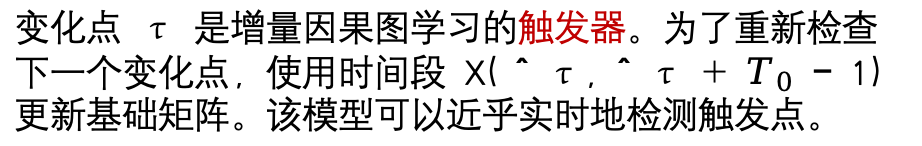 变化点 τ 是增量因果图学习的触发器。为了重新检查
下一个变化点，使用时间段 X(ˆ τ,ˆ τ + T₀ − 1)
更新基础矩阵。该模型可以近乎实时地检测触发点。